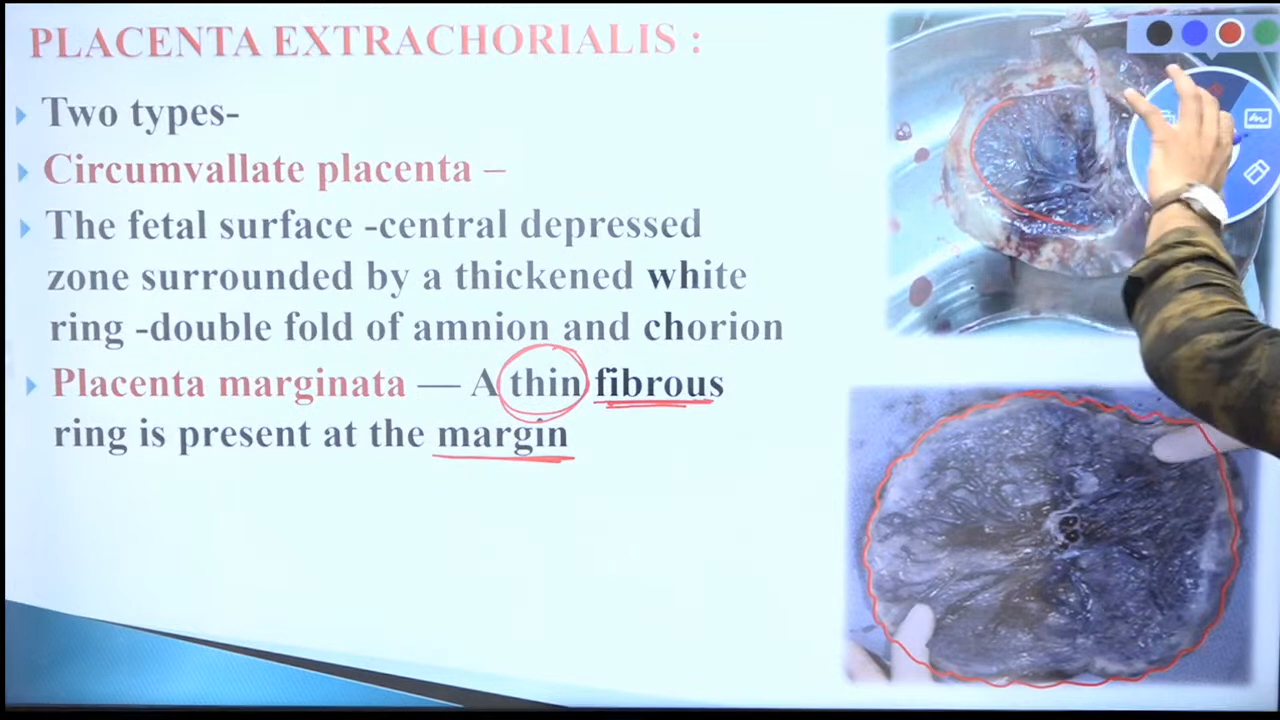 PLACENTA EXTRACHORIALIS :
Two types-
Circumvallate placenta –
The fetal surface -central depressed
zone surrounded by a thickened white
ring -double fold of amnion and chorion
Placenta marginata — A thin fibrous
ring is present at the margin